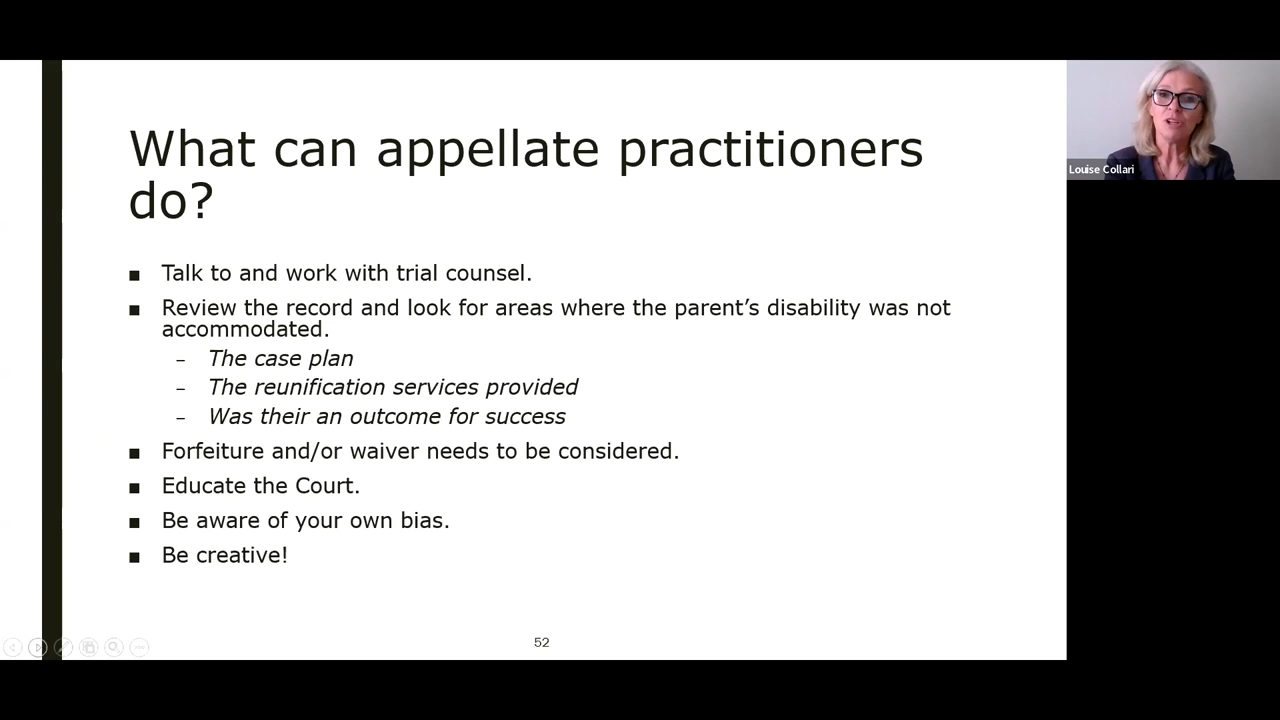 What can appellate practitioners
do?
■ Talk to and work with trial counsel.
■ Review the record and look for areas where the parent’s disability was not
accommodated.
– The case plan
– The reunification services provided
– Was their an outcome for success
■ Forfeiture and/or waiver needs to be considered.
■ Educate the Court.
■ Be aware of your own bias.
■ Be creative!
52
Louise Collari